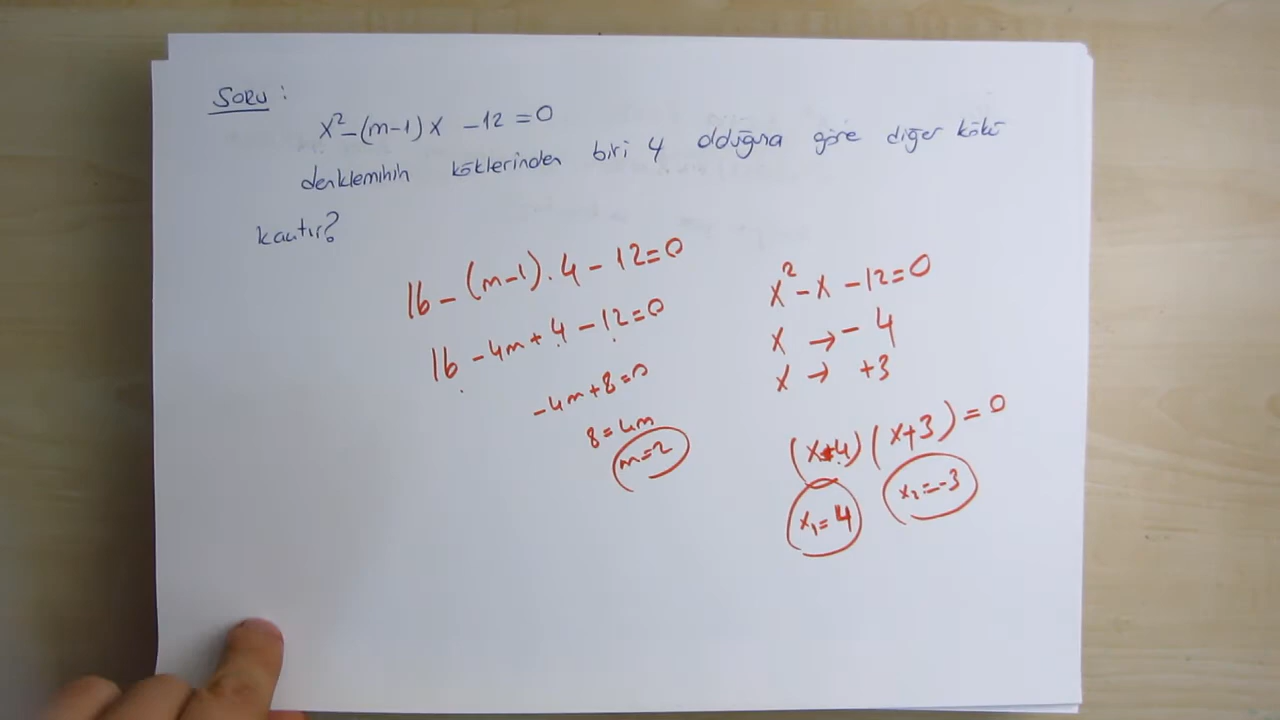 SORU :
x²-(m-1)x -12=0
denkleminin köklerinden biri 4 olduğuna göre diğer kökü
kaçtır?
16-(m-1).4-12=0
16-4m+4-12=0
-4m+8=0
8=4m
m=2
x²-x-12=0
x → -4
x → +3
(x-4)(x+3)=0
x₁=4
x₂=-3